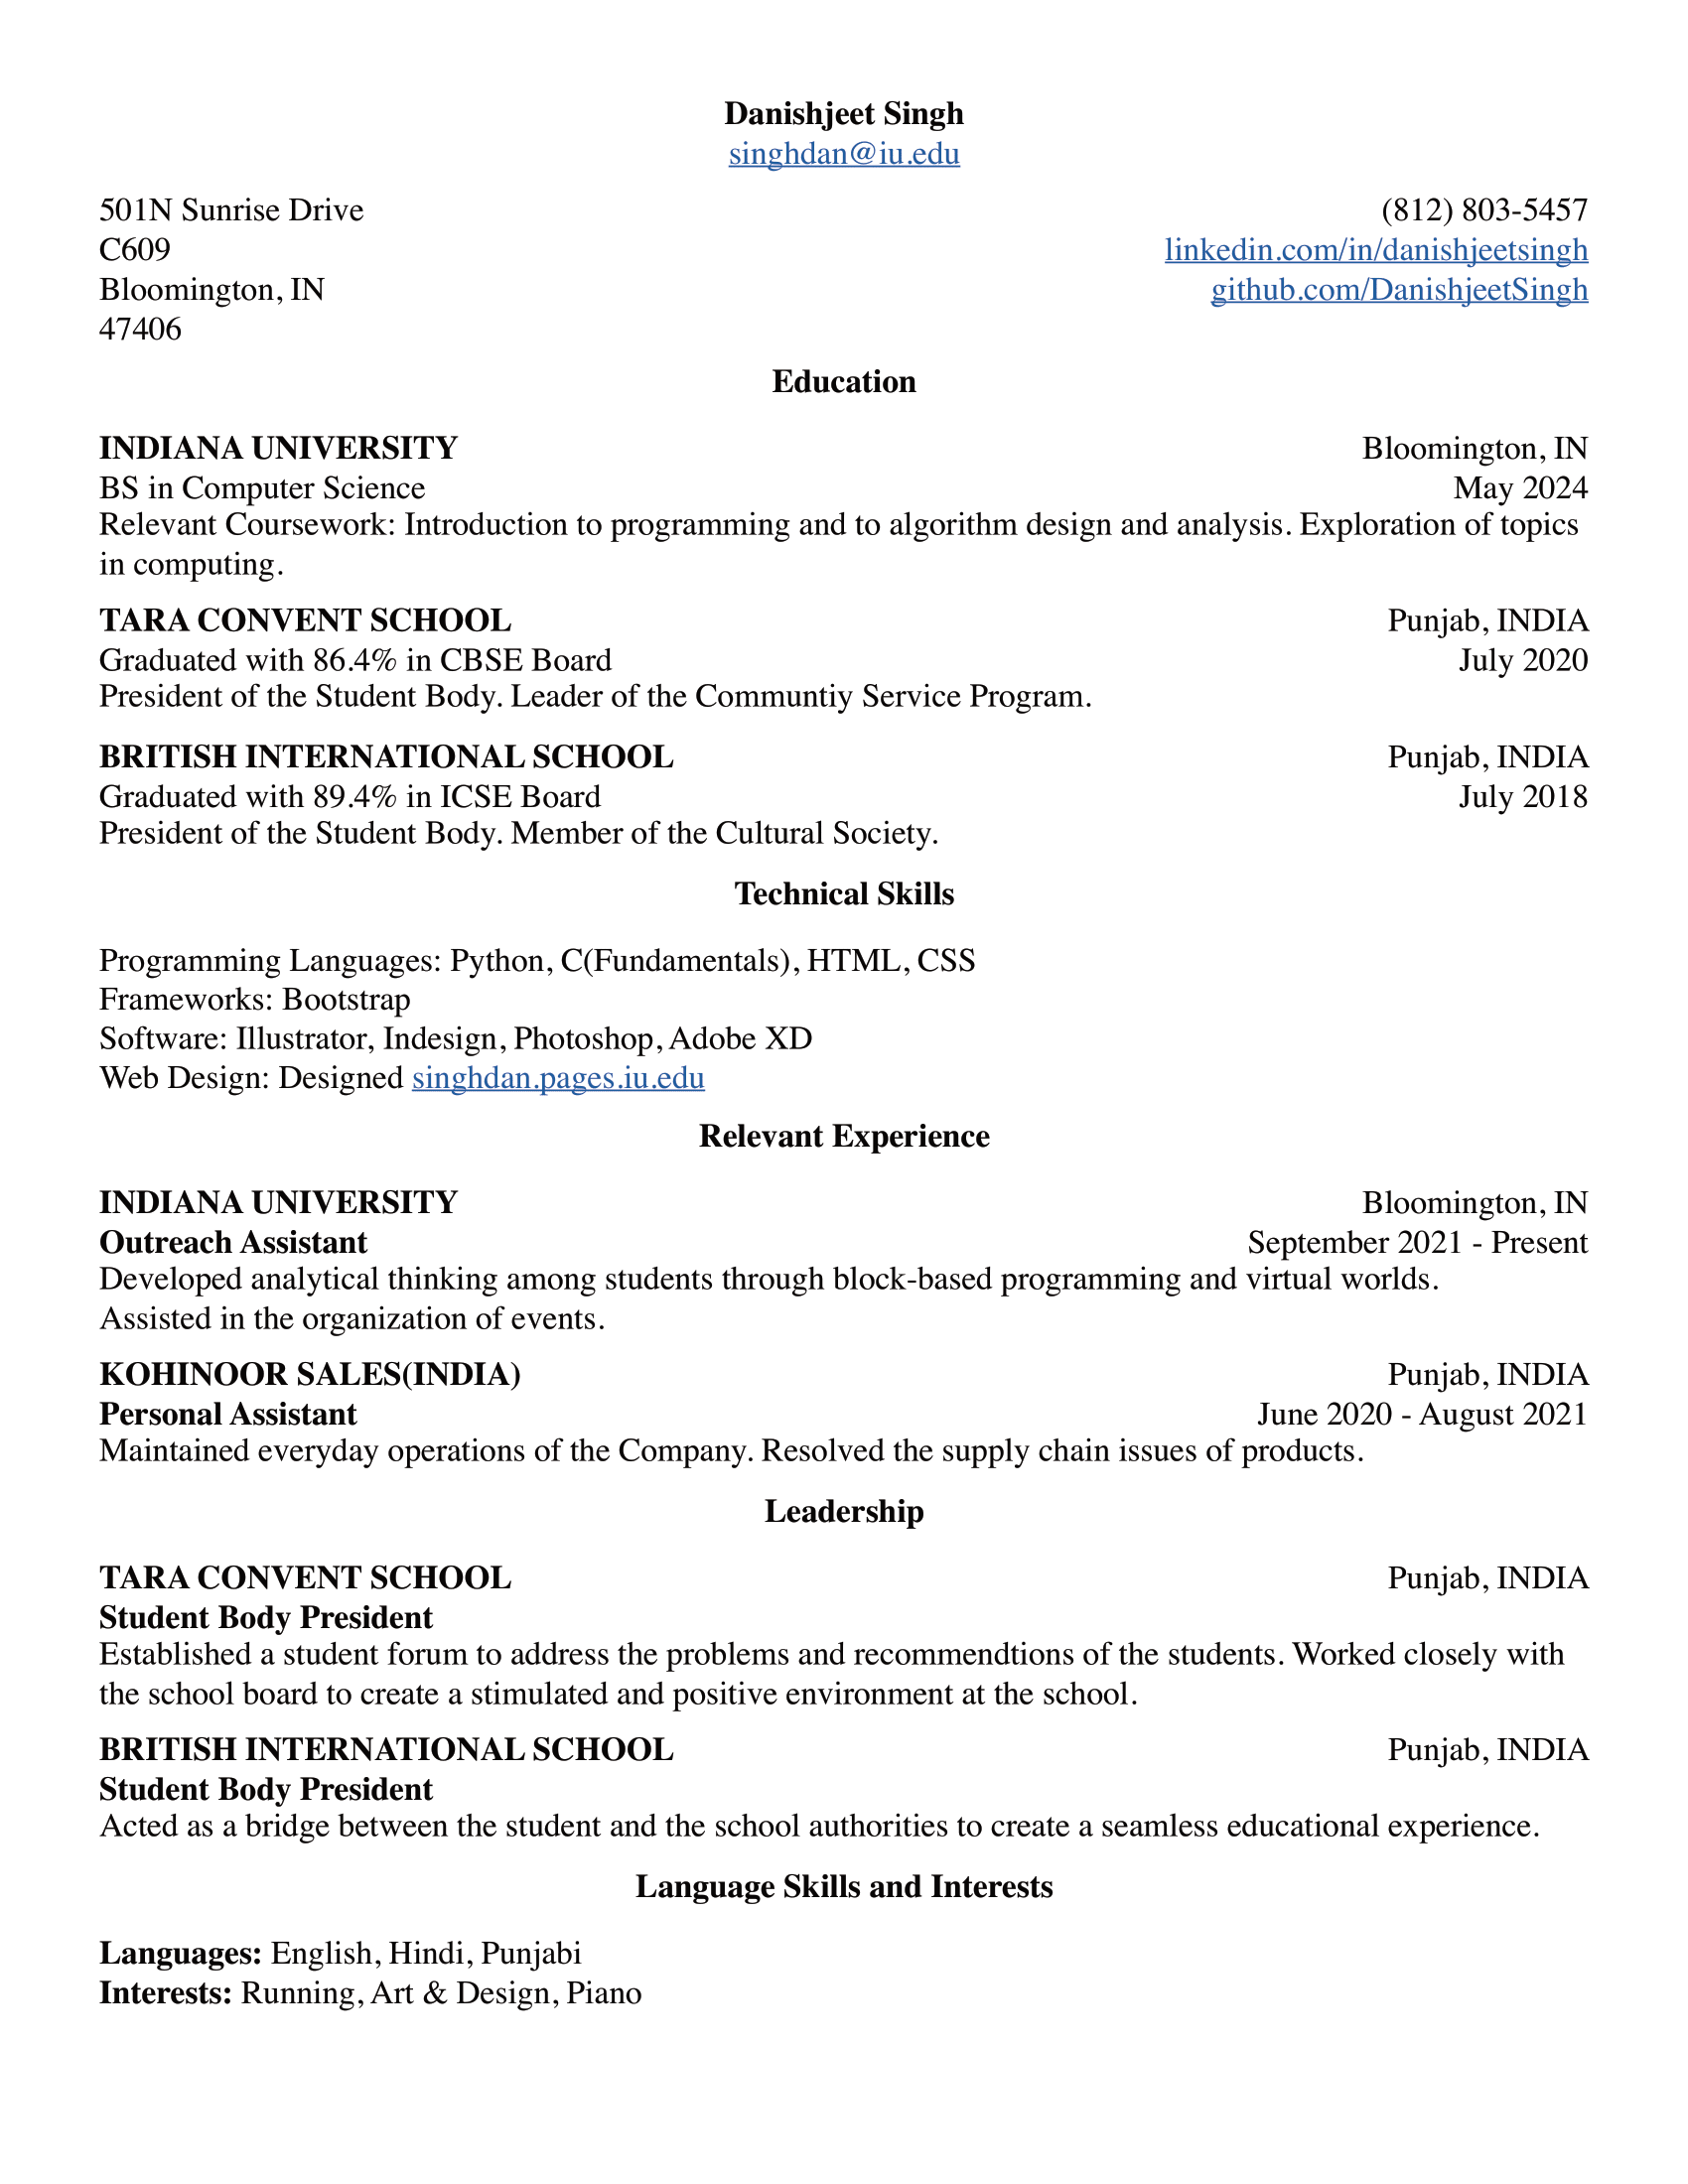 Danishjeet Singh
singhdan@iu.edu
501N Sunrise Drive
(812) 803-5457
C609
linkedin.com/in/danishjeetsingh
Bloomington, IN
github.com/DanishjeetSingh
47406
Education
INDIANA UNIVERSITY
Bloomington, IN
BS in Computer Science
May 2024
Relevant Coursework: Introduction to programming and to algorithm design and analysis. Exploration of topics
in computing.
TARA CONVENT SCHOOL
Punjab, INDIA
Graduated with 86.4% in CBSE Board
July 2020
President of the Student Body. Leader of the Communtiy Service Program.
BRITISH INTERNATIONAL SCHOOL
Punjab, INDIA
Graduated with 89.4% in ICSE Board
July 2018
President of the Student Body. Member of the Cultural Society.
Technical Skills
Programming Languages: Python, C(Fundamentals), HTML, CSS
Frameworks: Bootstrap
Software: Illustrator, Indesign, Photoshop, Adobe XD
Web Design: Designed singhdan.pages.iu.edu
Relevant Experience
INDIANA UNIVERSITY
Bloomington, IN
Outreach Assistant
September 2021 - Present
Developed analytical thinking among students through block-based programming and virtual worlds.
Assisted in the organization of events.
KOHINOOR SALES(INDIA)
Punjab, INDIA
Personal Assistant
June 2020 - August 2021
Maintained everyday operations of the Company. Resolved the supply chain issues of products.
Leadership
TARA CONVENT SCHOOL
Punjab, INDIA
Student Body President
Established a student forum to address the problems and recommendtions of the students. Worked closely with
the school board to create a stimulated and positive environment at the school.
BRITISH INTERNATIONAL SCHOOL
Punjab, INDIA
Student Body President
Acted as a bridge between the student and the school authorities to create a seamless educational experience.
Language Skills and Interests
Languages: English, Hindi, Punjabi
Interests: Running, Art & Design, Piano